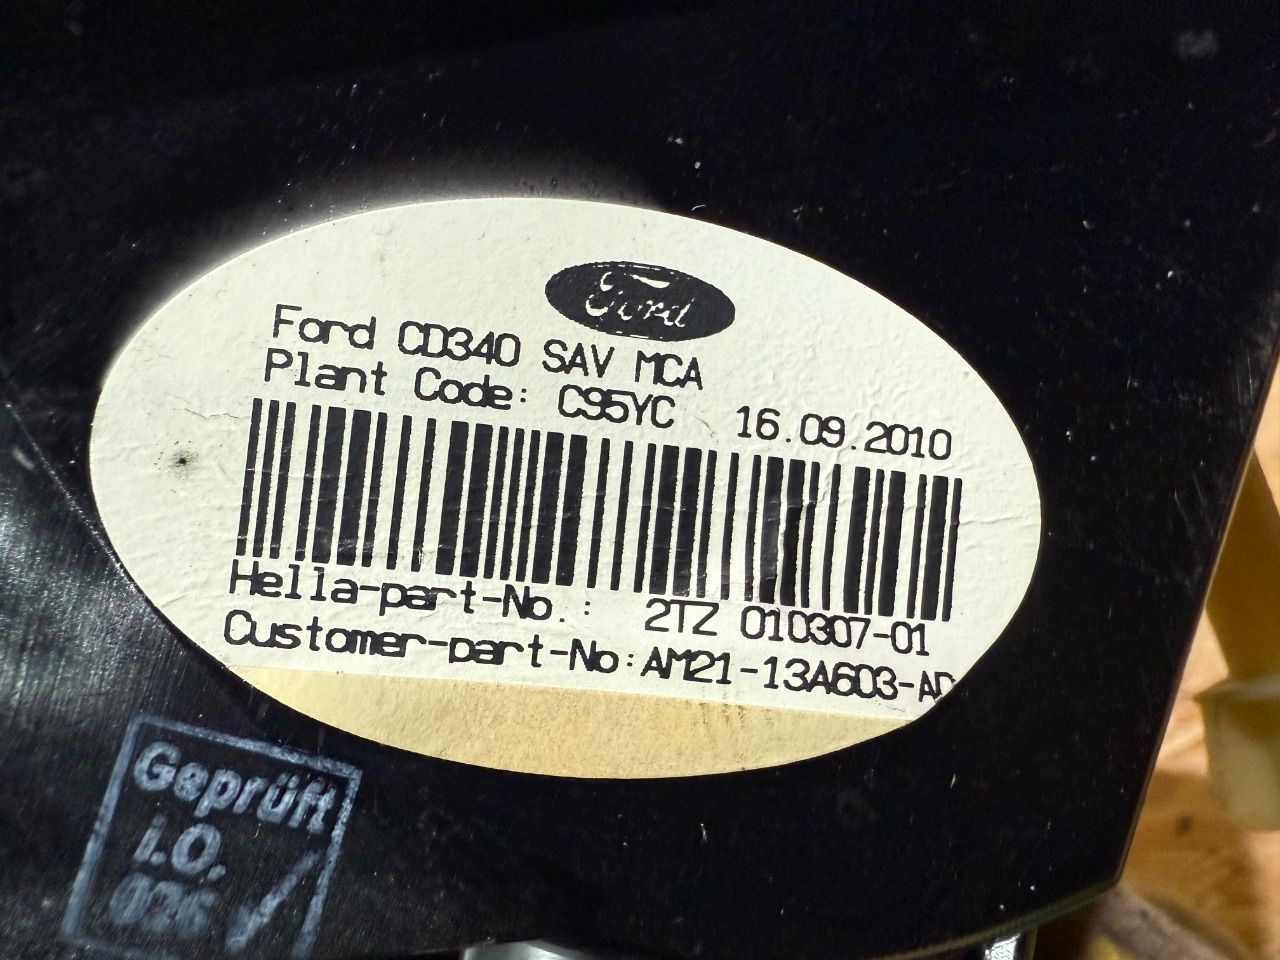 Ford
Ford CD340 SAV MCA
Plant Code: C95YC 16.09.2010
Hella-part-No.: 2TZ 010307-01
Customer-part-No:AM21-13A603-AD
Geprüft
i.O.
026